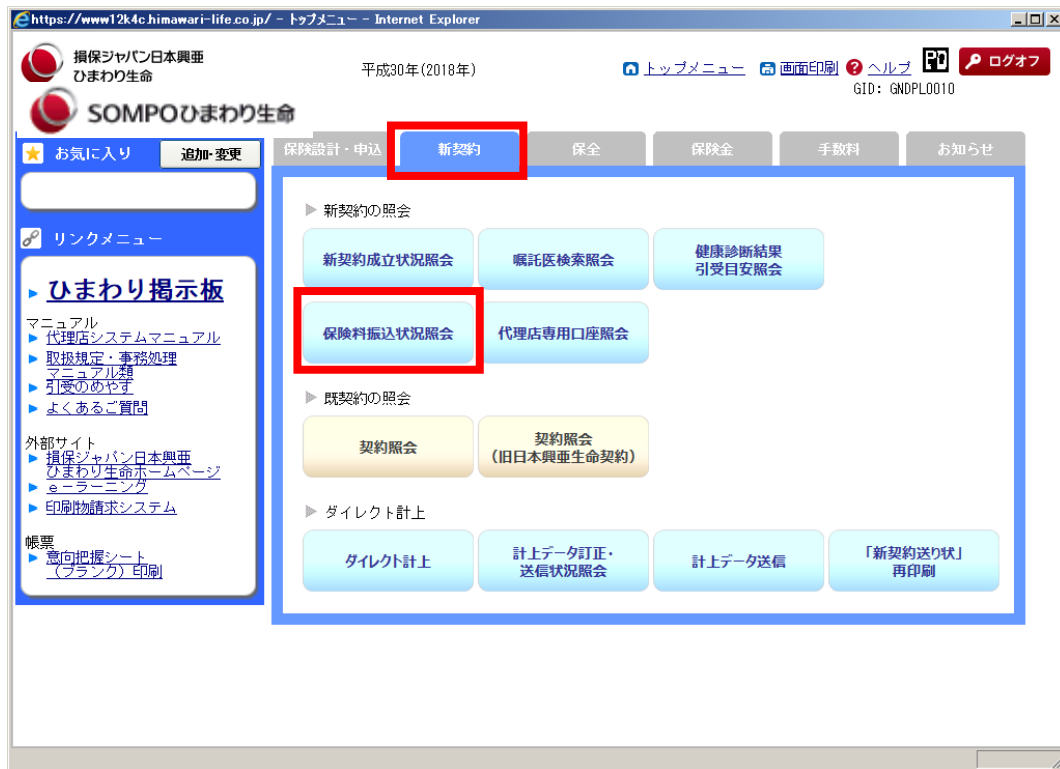 https://www12k4c.himawari-life.co.jp/ - トップメニュー - Internet Explorer
損保ジャパン日本興亜
ひまわり生命
平成30年(2018年)
トップメニュー 画面印刷 ヘルプ PD ログオフ
GID: GNDPL0010
SOMPOひまわり生命
お気に入り 追加・変更
保険設計・申込 新契約 保全 保険金 手数料 お知らせ
リンクメニュー
ひまわり掲示板
マニュアル
代理店システムマニュアル
取扱規定・事務処理
マニュアル類
引受のめやす
よくあるご質問
外部サイト
損保ジャパン日本興亜
ひまわり生命ホームページ
e-ラーニング
印刷物請求システム
帳票
意向把握シート
(ブランク)印刷
新契約の照会
新契約成立状況照会 嘱託医検索照会 健康診断結果
引受目安照会
保険料振込状況照会 代理店専用口座照会
既契約の照会
契約照会 契約照会
(旧日本興亜生命契約)
ダイレクト計上
ダイレクト計上 計上データ訂正・
送信状況照会 計上データ送信 「新契約送り状」
再印刷